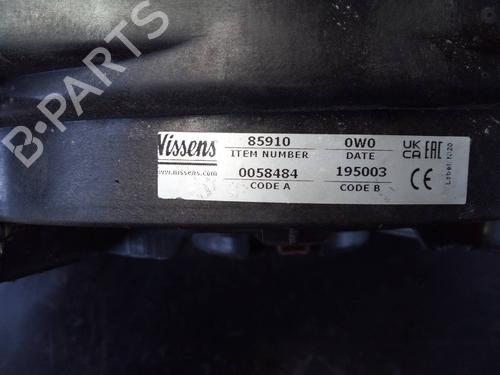 B-PARTS
Nissens
85910
0W0
ITEM NUMBER
DATE
www.nissens.com
0058484
195003
CODE A
CODE B
UK
CA
EAC
CE
Label N20